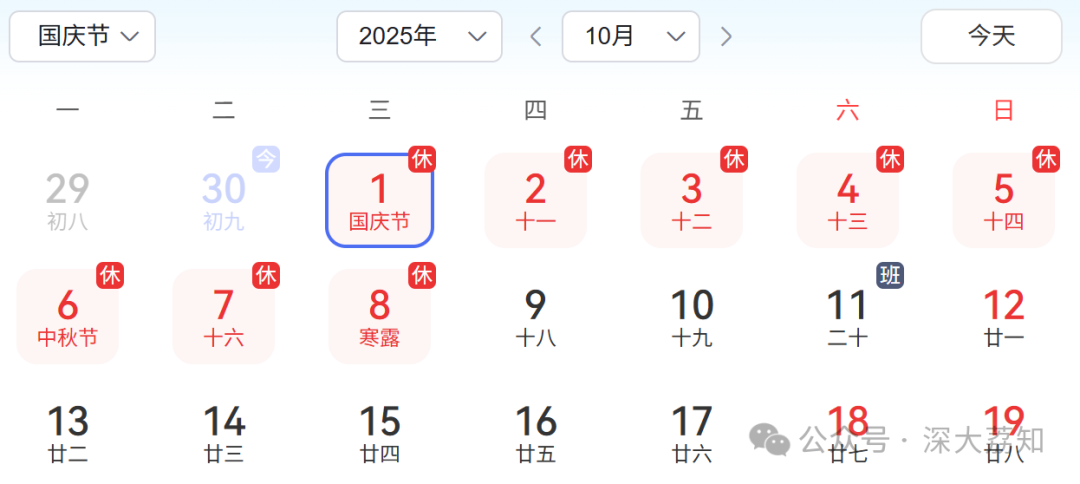 国庆节 2025年 10月 今天
一 二 三 四 五 六 日
今 休 休 休 休 休
29 30 1 2 3 4 5
初八 初九 国庆节 十一 十二 十三 十四
休 休 休 班
6 7 8 9 10 11 12
中秋节 十六 寒露 十八 十九 二十 廿一
13 14 15 16 17 18 19
公众号 · 深大荔知
廿二 廿三 廿四 廿五 廿六 廿七 廿八